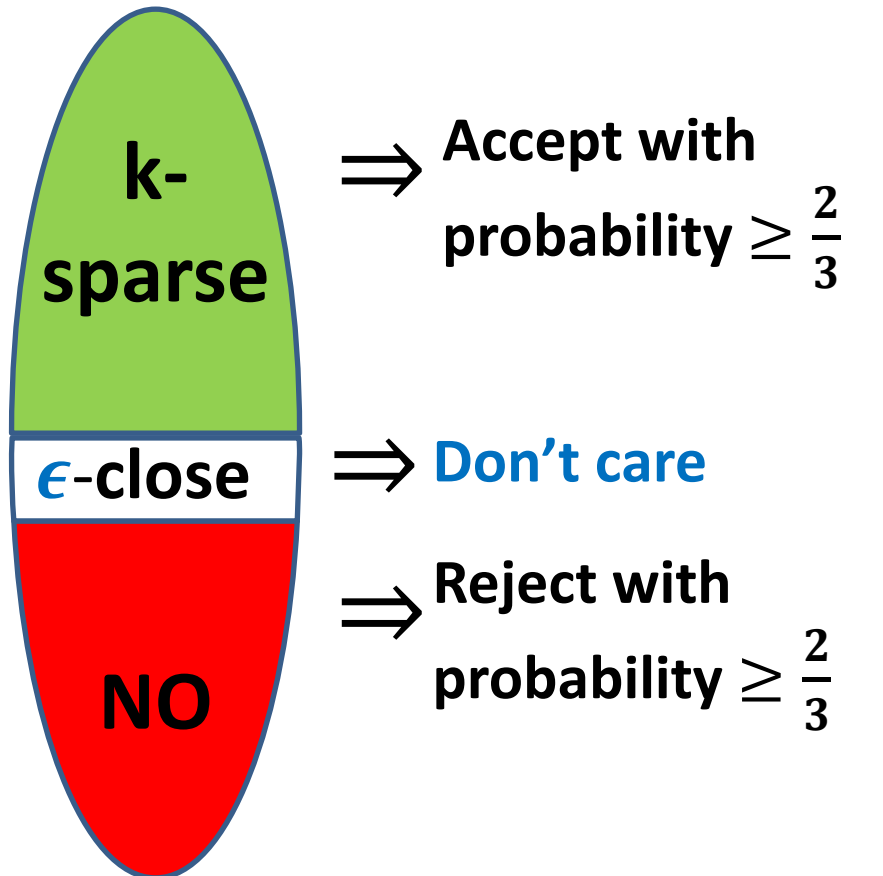 k-
sparse
⇒ Accept with
probability ≥ 2/3
ϵ-close
⇒ Don’t care
NO
⇒ Reject with
probability ≥ 2/3